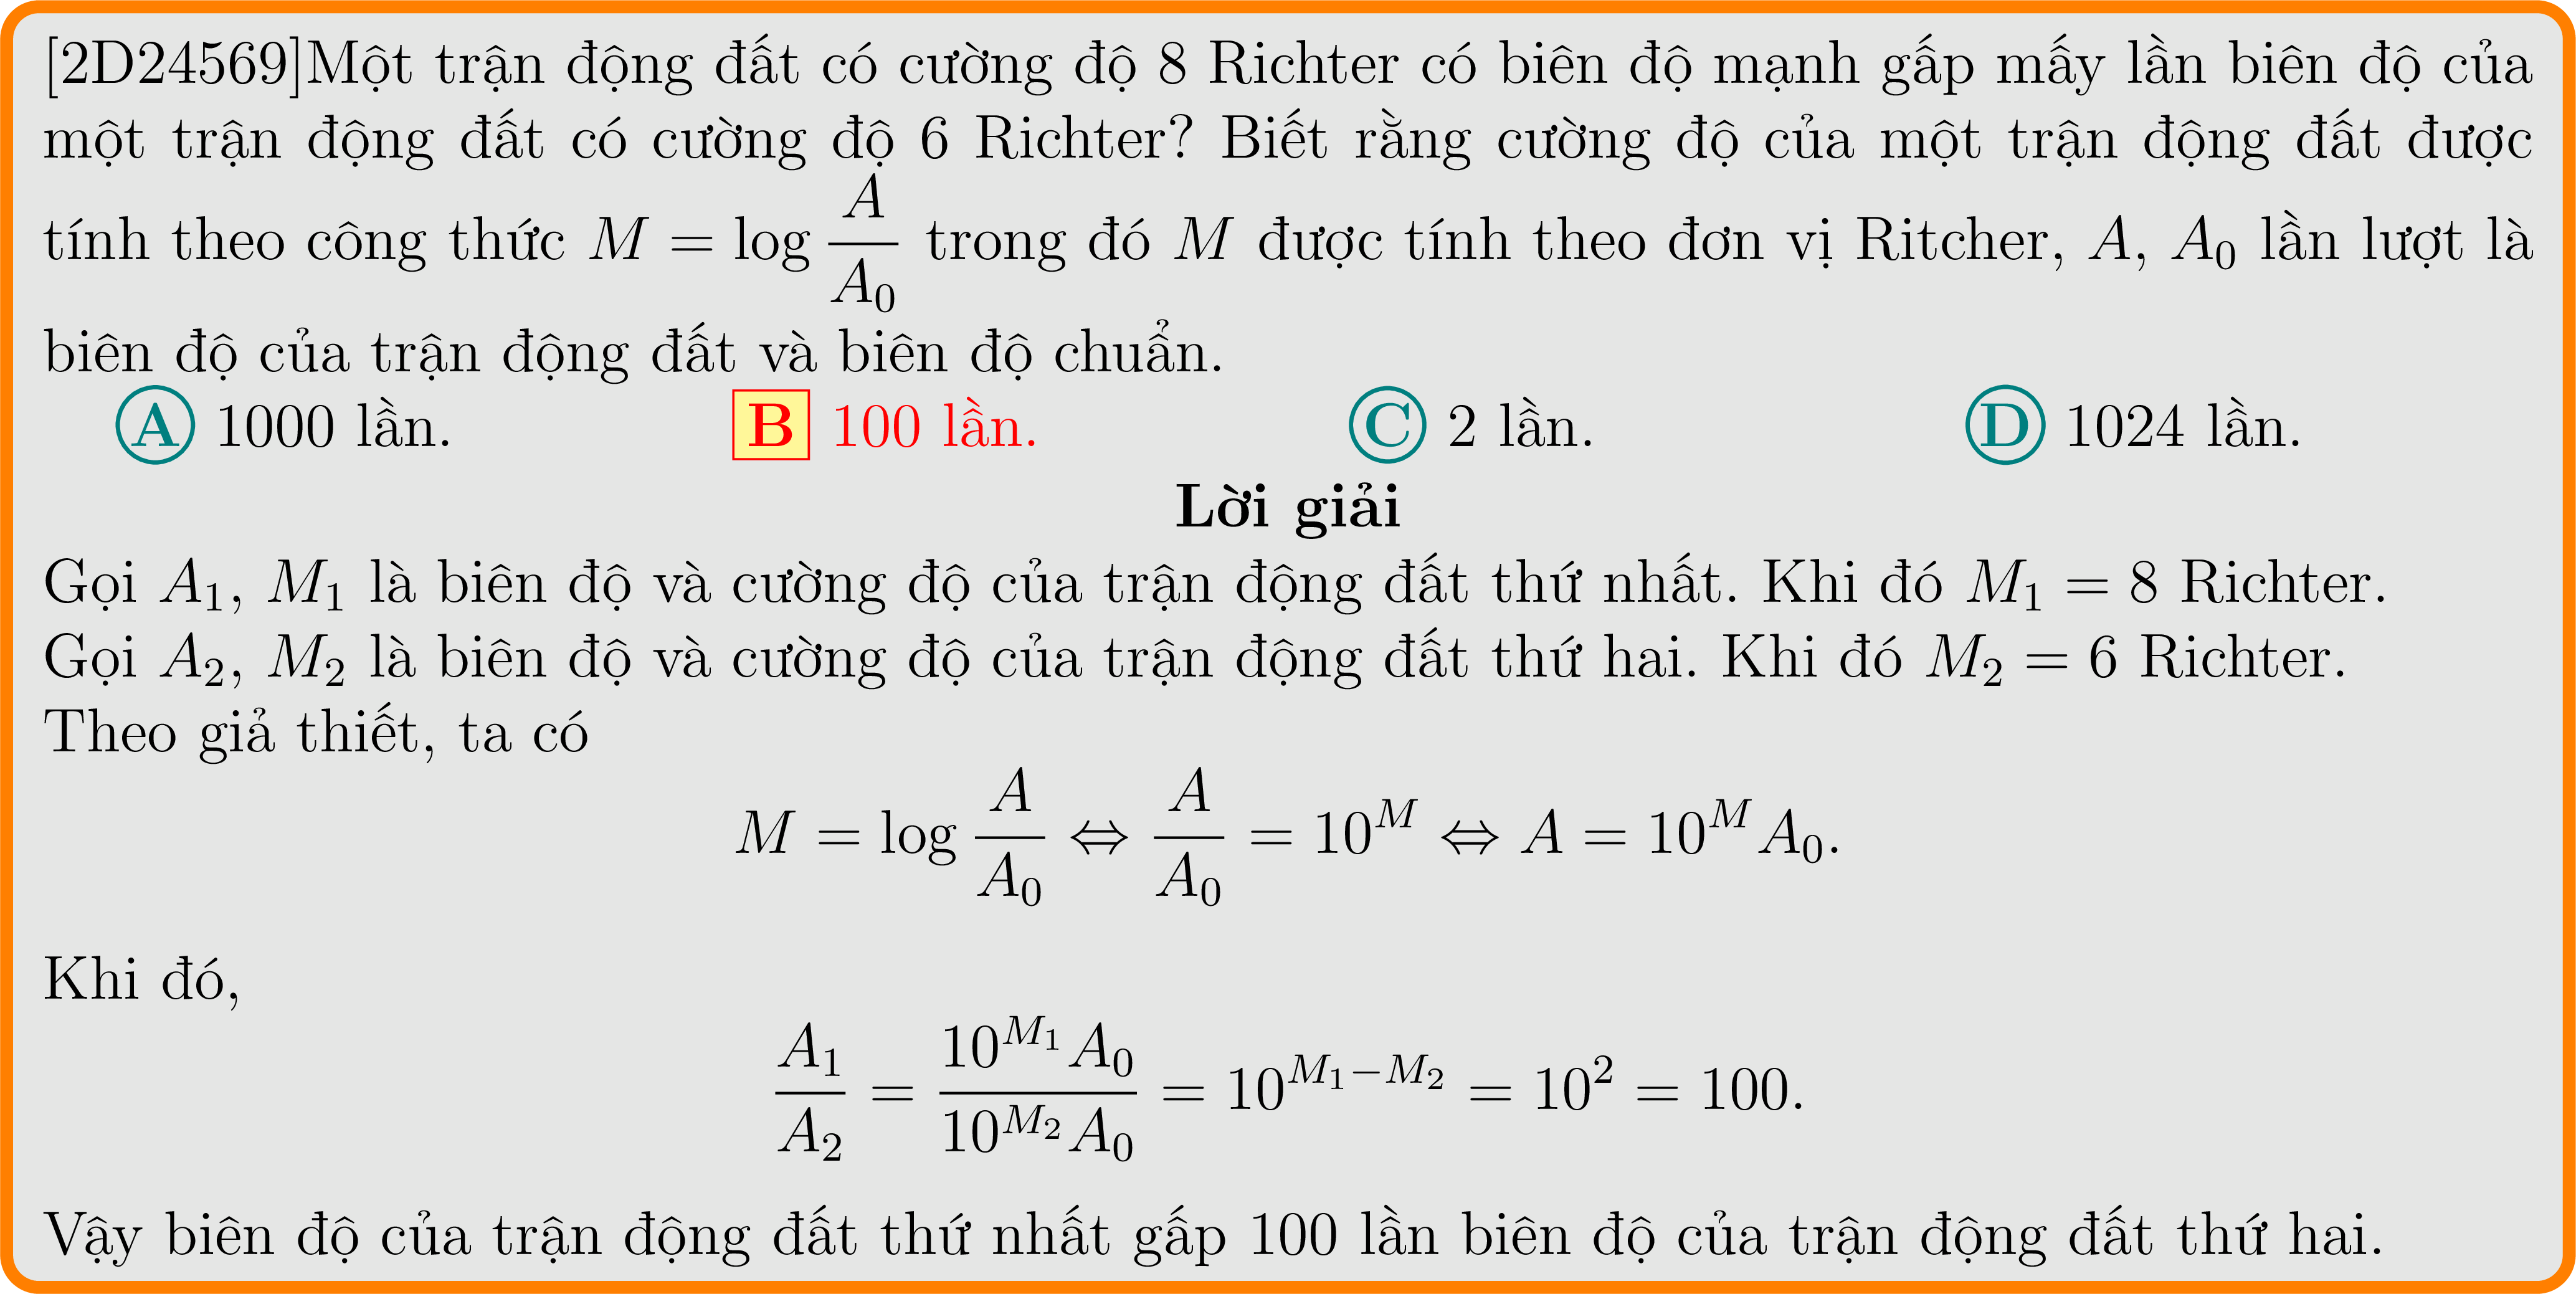 [2D24569]Một trận động đất có cường độ 8 Richter có biên độ mạnh gấp mấy lần biên độ của
một trận động đất có cường độ 6 Richter? Biết rằng cường độ của một trận động đất được
tính theo công thức $M = \log \dfrac{A}{A_0}$ trong đó $M$ được tính theo đơn vị Ritcher, $A$, $A_0$ lần lượt là
biên độ của trận động đất và biên độ chuẩn.
A 1000 lần. B 100 lần. C 2 lần. D 1024 lần.
Lời giải
Gọi $A_1$, $M_1$ là biên độ và cường độ của trận động đất thứ nhất. Khi đó $M_1 = 8$ Richter.
Gọi $A_2$, $M_2$ là biên độ và cường độ của trận động đất thứ hai. Khi đó $M_2 = 6$ Richter.
Theo giả thiết, ta có
$M = \log \dfrac{A}{A_0} \Leftrightarrow \dfrac{A}{A_0} = 10^M \Leftrightarrow A = 10^M A_0.$
Khi đó,
$\dfrac{A_1}{A_2} = \dfrac{10^{M_1} A_0}{10^{M_2} A_0} = 10^{M_1 - M_2} = 10^2 = 100.$
Vậy biên độ của trận động đất thứ nhất gấp 100 lần biên độ của trận động đất thứ hai.